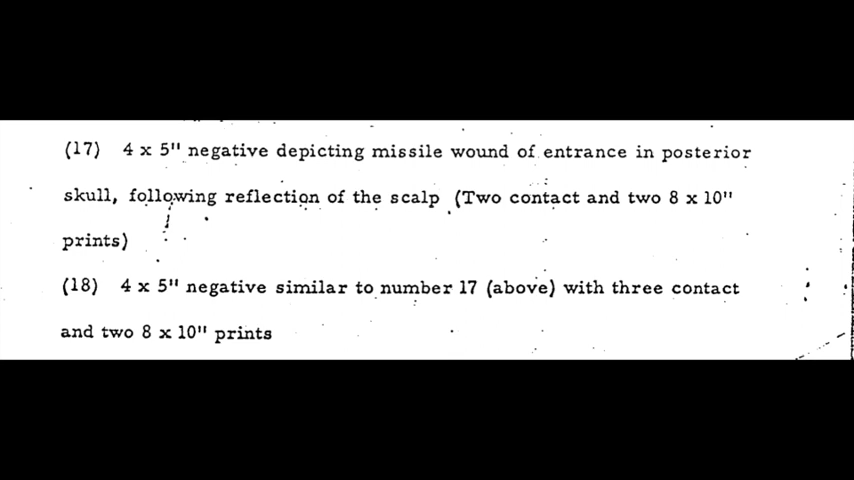 (17) 4 x 5" negative depicting missile wound of entrance in posterior
skull, following reflection of the scalp (Two contact and two 8 x 10"
prints)
(18) 4 x 5" negative similar to number 17 (above) with three contact
and two 8 x 10" prints